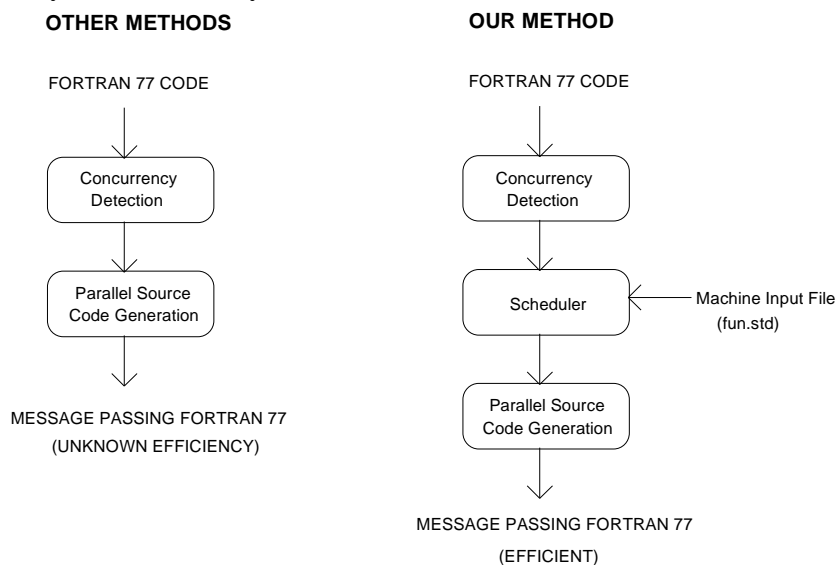 OTHER METHODS
FORTRAN 77 CODE
Concurrency
Detection
Parallel Source
Code Generation
MESSAGE PASSING FORTRAN 77
(UNKNOWN EFFICIENCY)
OUR METHOD
FORTRAN 77 CODE
Concurrency
Detection
Scheduler
Machine Input File
(fun.std)
Parallel Source
Code Generation
MESSAGE PASSING FORTRAN 77
(EFFICIENT)